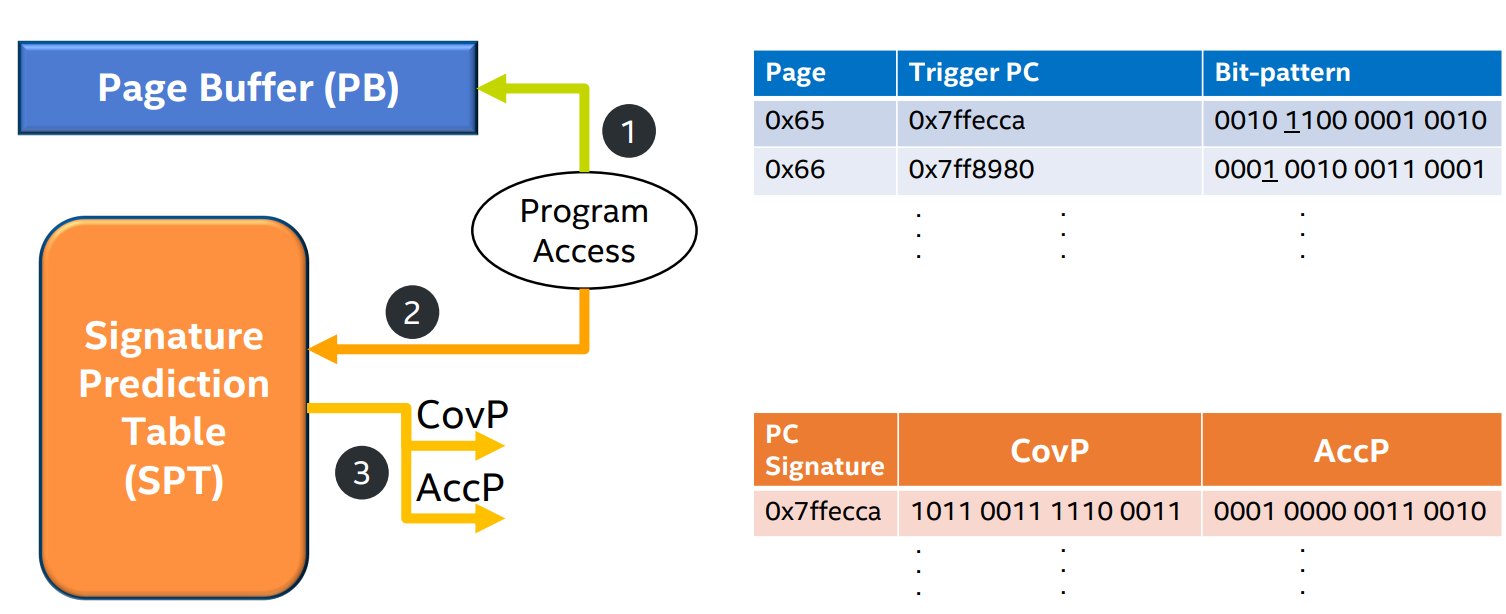 Page Buffer (PB)
1
Program
Access
2
Signature
Prediction
Table
(SPT)
CovP
3
AccP
Page Trigger PC Bit-pattern
0x65 0x7ffecca 0010 1100 0001 0010
0x66 0x7ff8980 0001 0010 0011 0001
PC
Signature CovP AccP
0x7ffecca 1011 0011 1110 0011 0001 0000 0011 0010